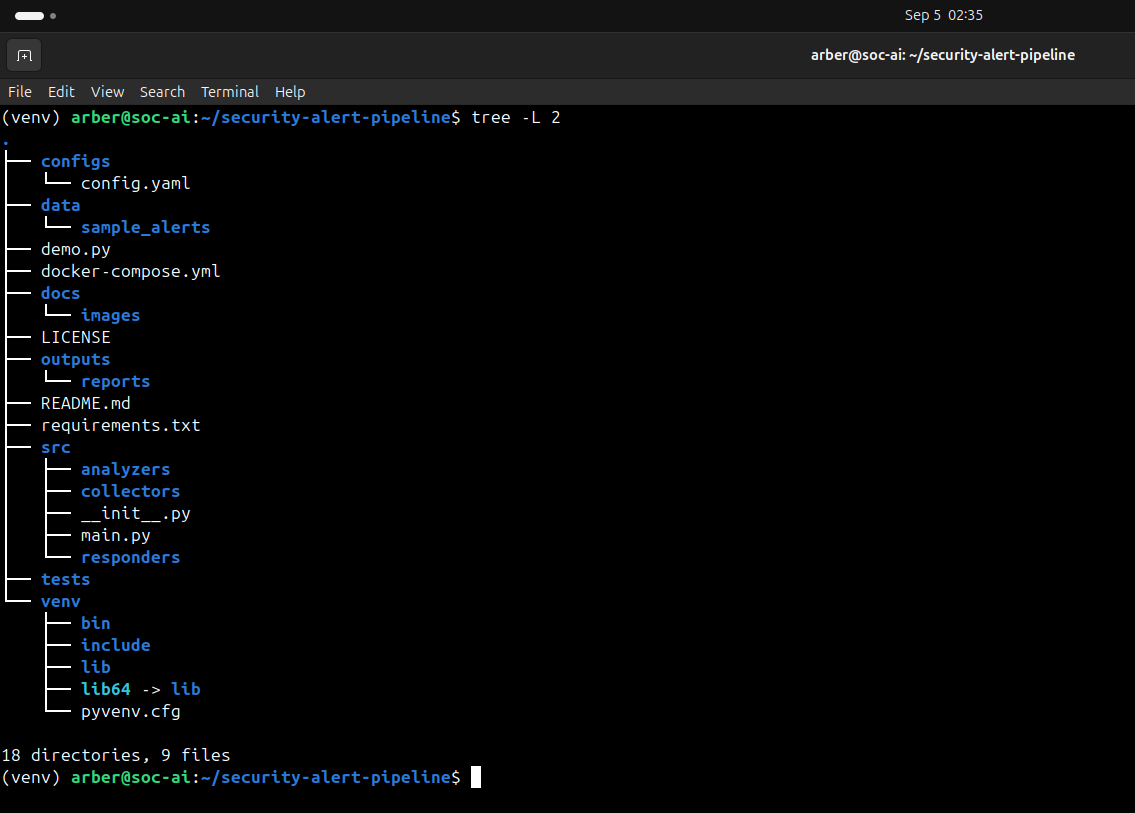 Sep 5 02:35
arber@soc-ai: ~/security-alert-pipeline
File Edit View Search Terminal Help
(venv) arber@soc-ai:~/security-alert-pipeline$ tree -L 2
.
├── configs
│   └── config.yaml
├── data
│   └── sample_alerts
├── demo.py
├── docker-compose.yml
├── docs
│   └── images
├── LICENSE
├── outputs
│   └── reports
├── README.md
├── requirements.txt
├── src
│   ├── analyzers
│   ├── collectors
│   ├── __init__.py
│   ├── main.py
│   └── responders
├── tests
└── venv
    ├── bin
    ├── include
    ├── lib
    ├── lib64 -> lib
    └── pyvenv.cfg
18 directories, 9 files
(venv) arber@soc-ai:~/security-alert-pipeline$